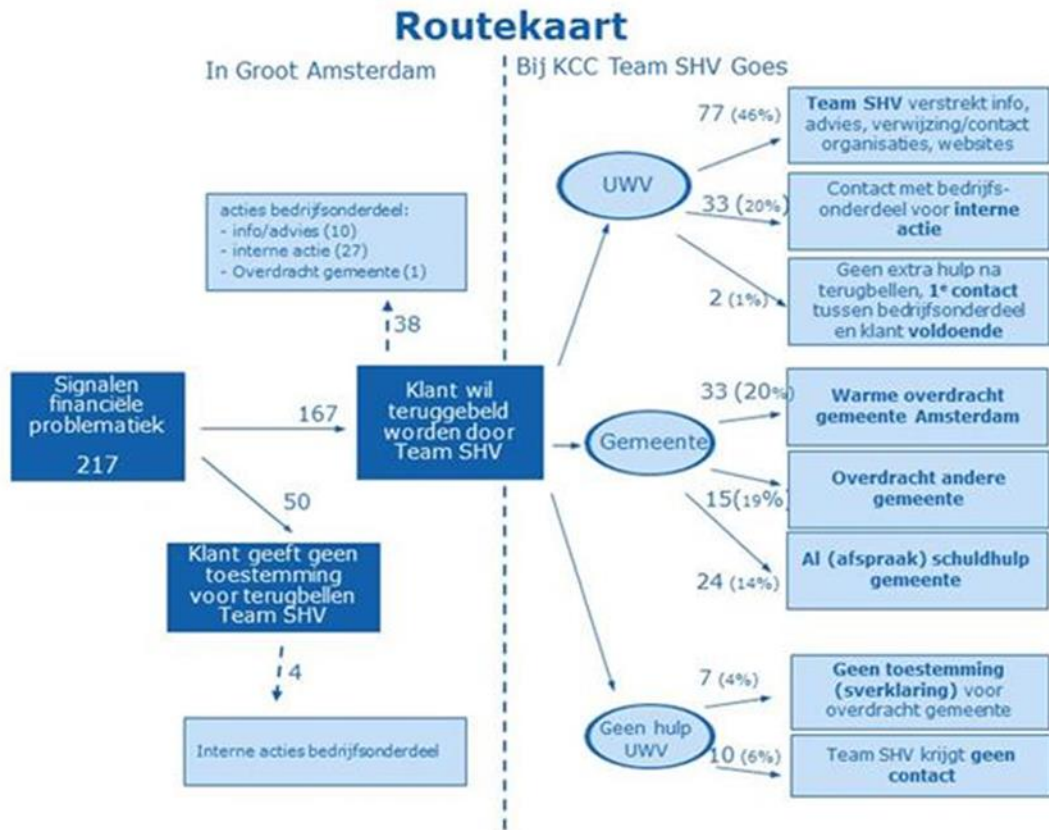 Routekaart
In Groot Amsterdam
Bij KCC Team SHV Goes
acties bedrijfsonderdeel:
- info/advies (10)
- interne actie (27)
- Overdracht gemeente (1)
38
Signalen
financiële
problematiek
217
167
Klant wil
teruggebeld
worden door
Team SHV
50
Klant geeft geen
toestemming
voor terugbellen
Team SHV
4
Interne acties bedrijfsonderdeel
UWV
77 (46%)
Team SHV verstrekt info,
advies, verwijzing/contact
organisaties, websites
33 (20%)
Contact met bedrijfs-
onderdeel voor interne
actie
2 (1%)
Geen extra hulp na
terugbellen, 1e contact
tussen bedrijfsonderdeel
en klant voldoende
Gemeente
33 (20%)
Warme overdracht
gemeente Amsterdam
15(19%)
Overdracht andere
gemeente
24 (14%)
Al (afspraak) schuldhulp
gemeente
Geen hulp
UWV
7 (4%)
Geen toestemming
(sverklaring) voor
overdracht gemeente
10 (6%)
Team SHV krijgt geen
contact